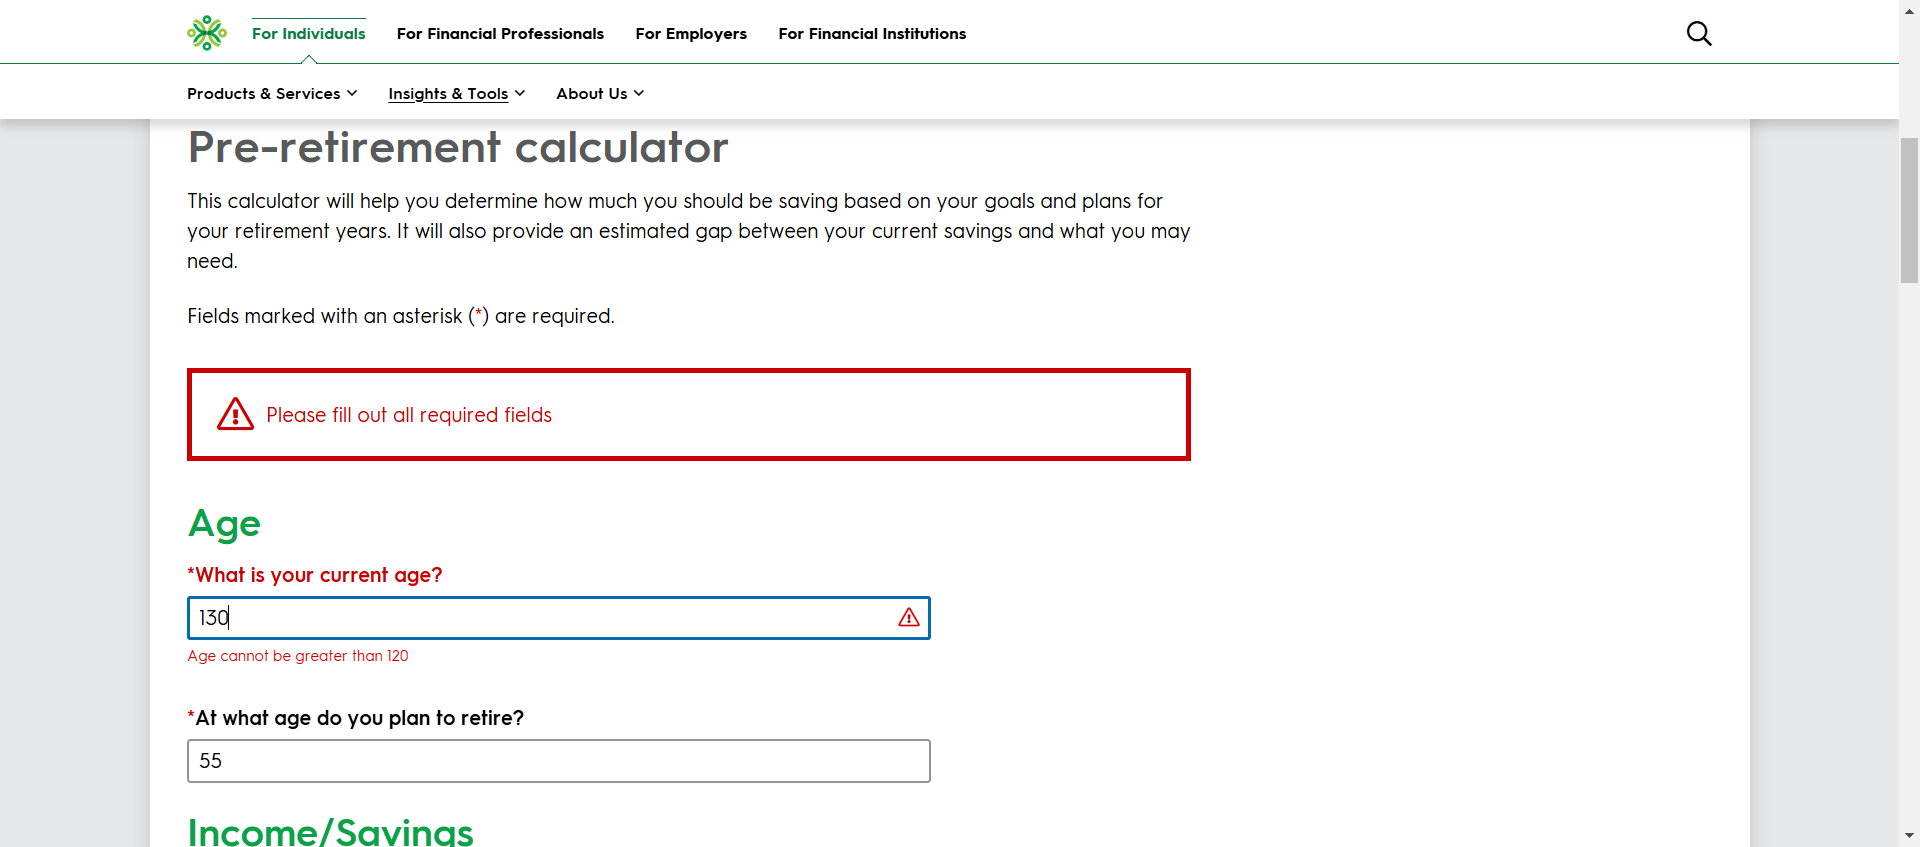 For Individuals For Financial Professionals For Employers For Financial Institutions
Products & Services Insights & Tools About Us
Pre-retirement calculator
This calculator will help you determine how much you should be saving based on your goals and plans for
your retirement years. It will also provide an estimated gap between your current savings and what you may
need.
Fields marked with an asterisk (*) are required.
Please fill out all required fields
Age
*What is your current age?
130
Age cannot be greater than 120
*At what age do you plan to retire?
55
Income/Savings